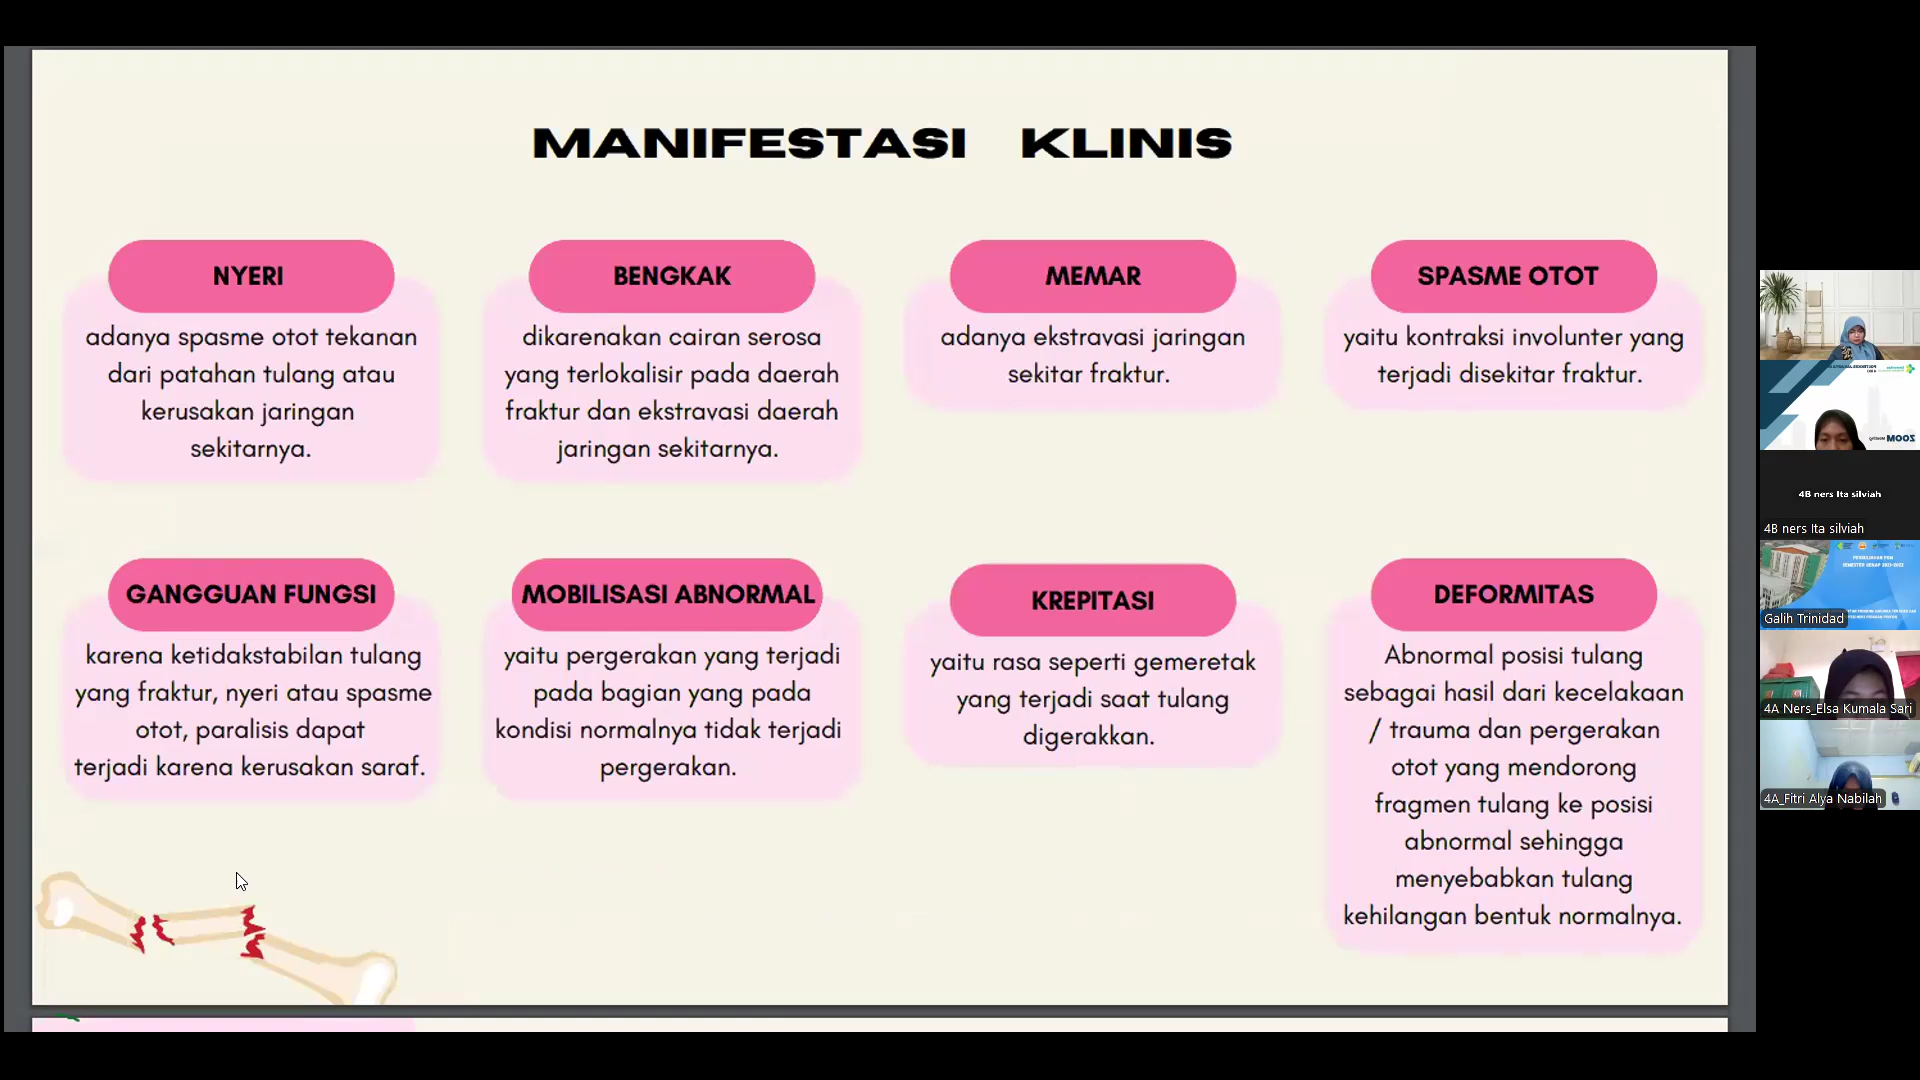 MANIFESTASI KLINIS
NYERI
adanya spasme otot tekanan
dari patahan tulang atau
kerusakan jaringan
sekitarnya.
BENGKAK
dikarenakan cairan serosa
yang terlokalisir pada daerah
fraktur dan ekstravasi daerah
jaringan sekitarnya.
MEMAR
adanya ekstravasi jaringan
sekitar fraktur.
SPASME OTOT
yaitu kontraksi involunter yang
terjadi disekitar fraktur.
GANGGUAN FUNGSI
karena ketidakstabilan tulang
yang fraktur, nyeri atau spasme
otot, paralisis dapat
terjadi karena kerusakan saraf.
MOBILISASI ABNORMAL
yaitu pergerakan yang terjadi
pada bagian yang pada
kondisi normalnya tidak terjadi
pergerakan.
KREPITASI
yaitu rasa seperti gemeretak
yang terjadi saat tulang
digerakkan.
DEFORMITAS
Abnormal posisi tulang
sebagai hasil dari kecelakaan
/ trauma dan pergerakan
otot yang mendorong
fragmen tulang ke posisi
abnormal sehingga
menyebabkan tulang
kehilangan bentuk normalnya.
ZOOM
4B ners Ita silviah
4B ners Ita silviah
SEMESTER GENAP 2021-2022
Galih Trinidad
4A Ners_Elsa Kumala Sari
4A_Fitri Alya Nabilah